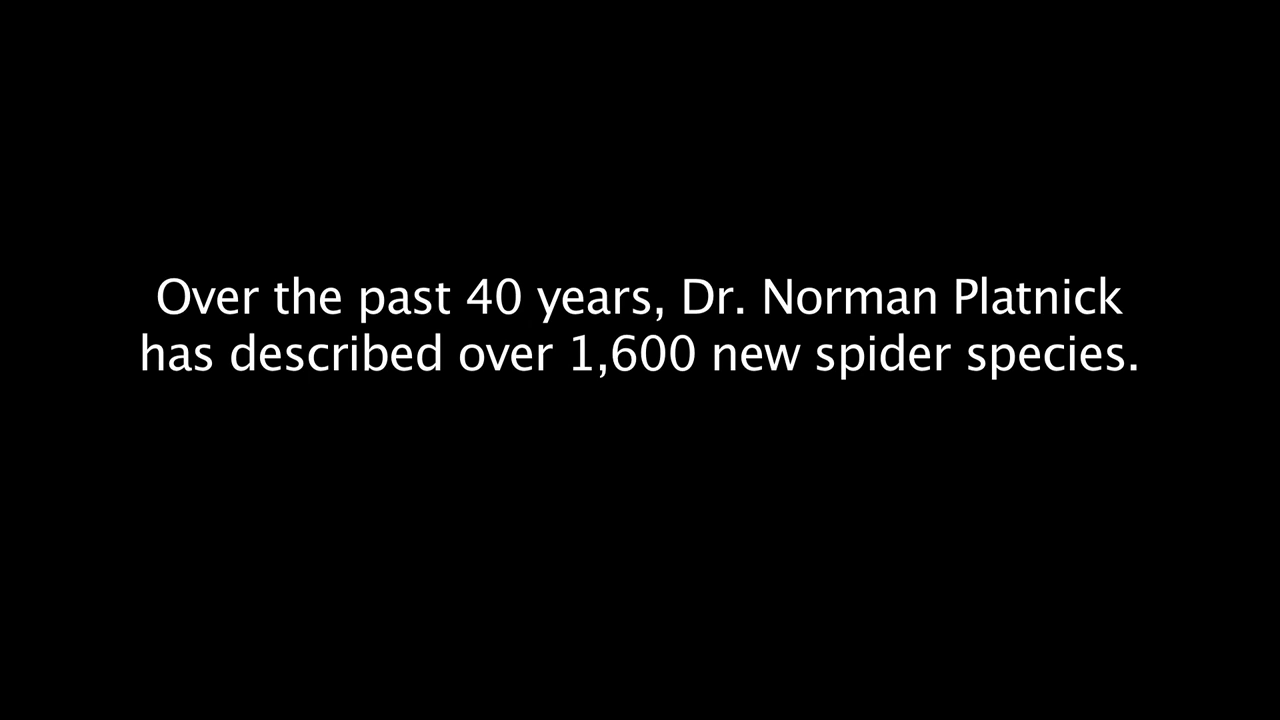 Over the past 40 years, Dr. Norman Platnick
has described over 1,600 new spider species.